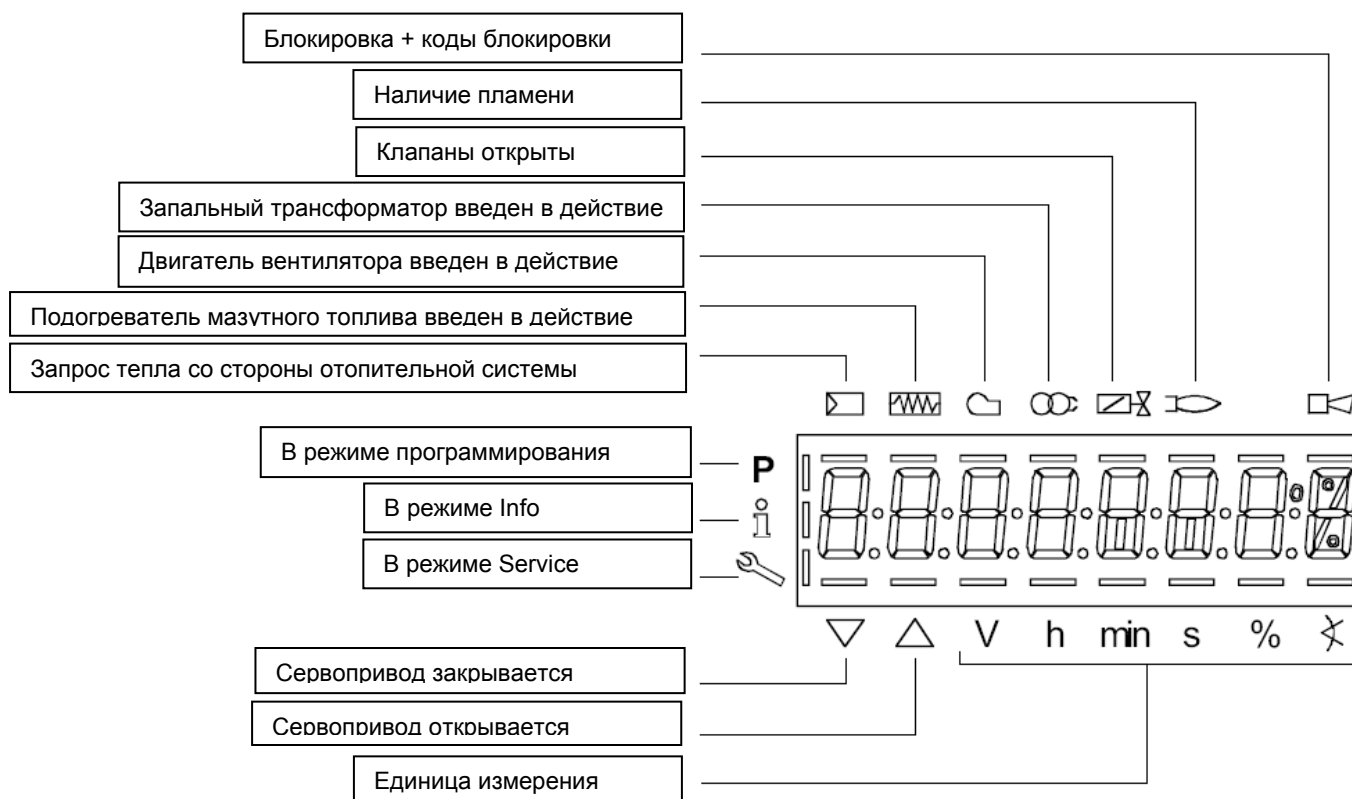 Блокировка + коды блокировки
Наличие пламени
Клапаны открыты
Запальный трансформатор введен в действие
Двигатель вентилятора введен в действие
Подогреватель мазутного топлива введен в действие
Запрос тепла со стороны отопительной системы
В режиме программирования
P
В режиме Info
i
В режиме Service
V h min s %
Сервопривод закрывается
Сервопривод открывается
Единица измерения